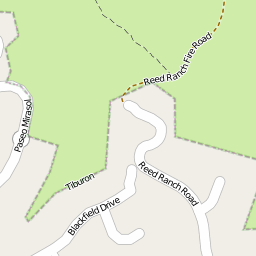 Reed Ranch Fire Road
Paseo Mirasol
Reed Ranch Road
Tiburon
Blackfield Drive